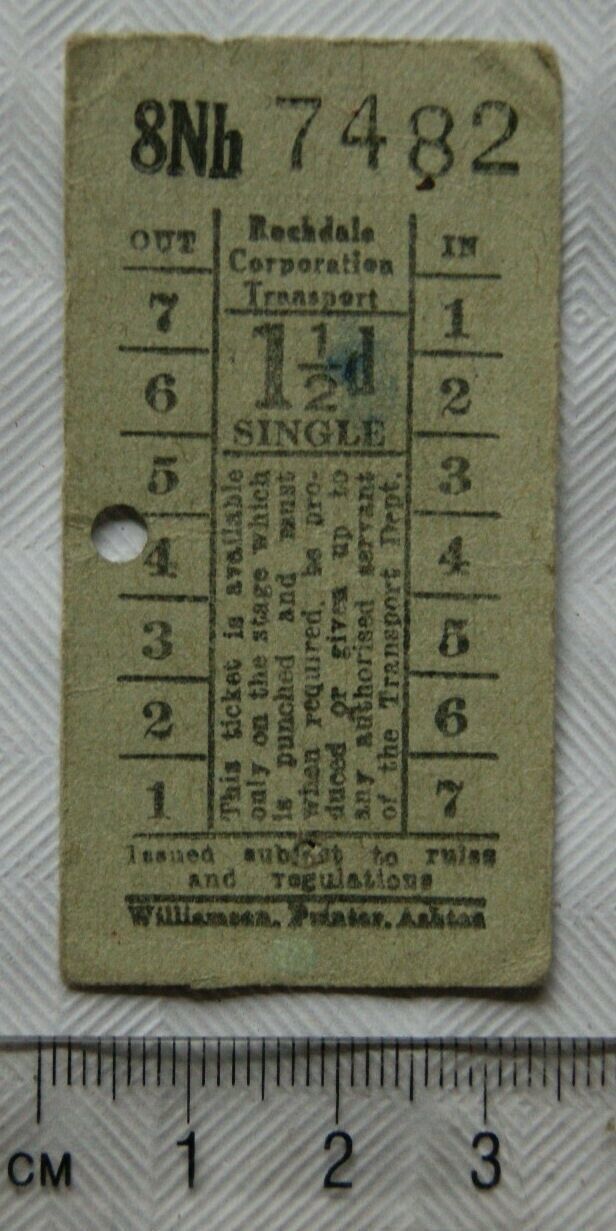 8Nh 7482
OUT
Rochdale
Corporation
Transport
IN
1½d
SINGLE
7
6
5
4
3
2
1
This ticket is available
only on the stage which
is punched and must
when required, be pro-
duced or given up to
any authorised servant
of the Transport Dept.
1
2
3
4
5
6
7
Issued subject to rules
and regulations
Williamson, Printer, Ashton
CM 1 2 3